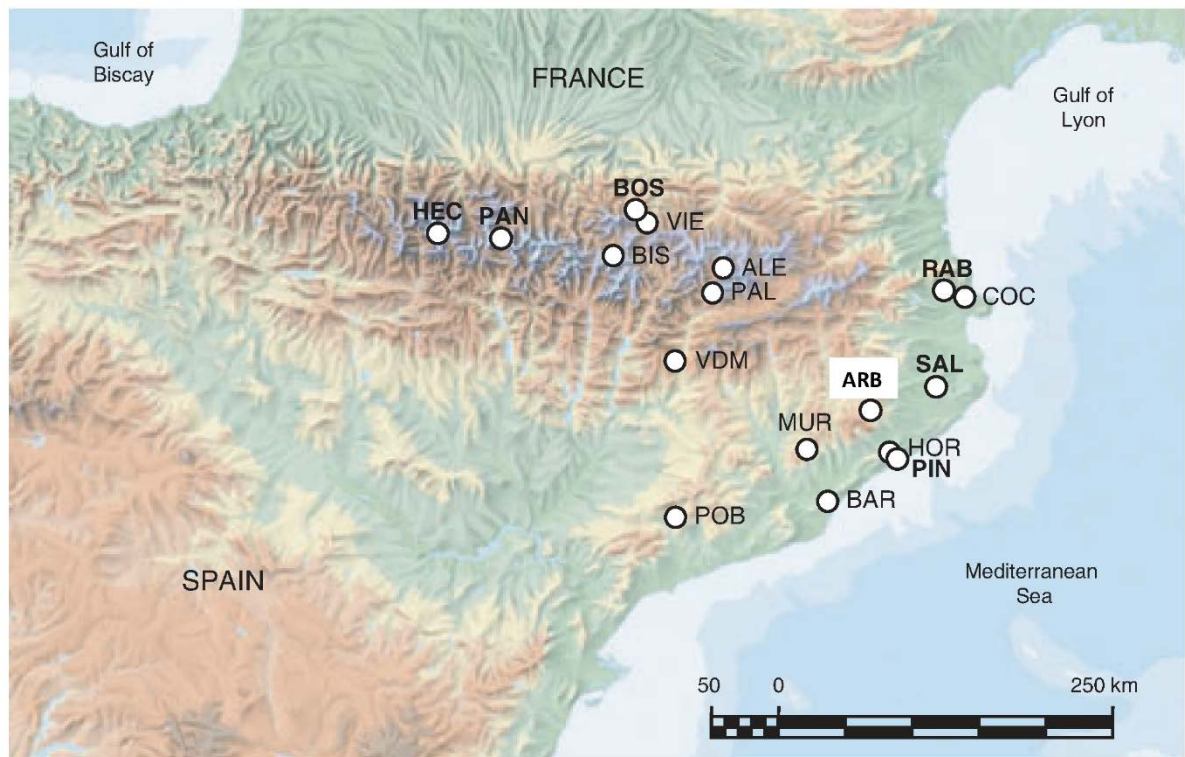 Gulf of
Biscay
FRANCE
Gulf of
Lyon
BOS
HEC
PAN
VIE
BIS
ALE
PAL
RAB
COC
VDM
SAL
ARB
MUR
HOR
PIN
BAR
POB
SPAIN
Mediterranean
Sea
50 0 250 km